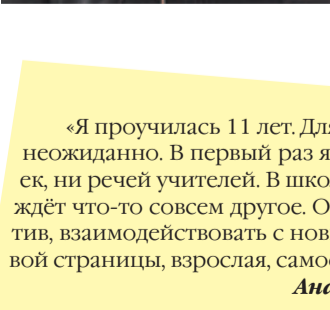 «Я проучилась 11 лет. Для
неожиданно. В первый раз я
ек, ни речей учителей. В шко
ждёт что-то совсем другое. О
тив, взаимодействовать с нов
вой страницы, взрослая, само
Ана